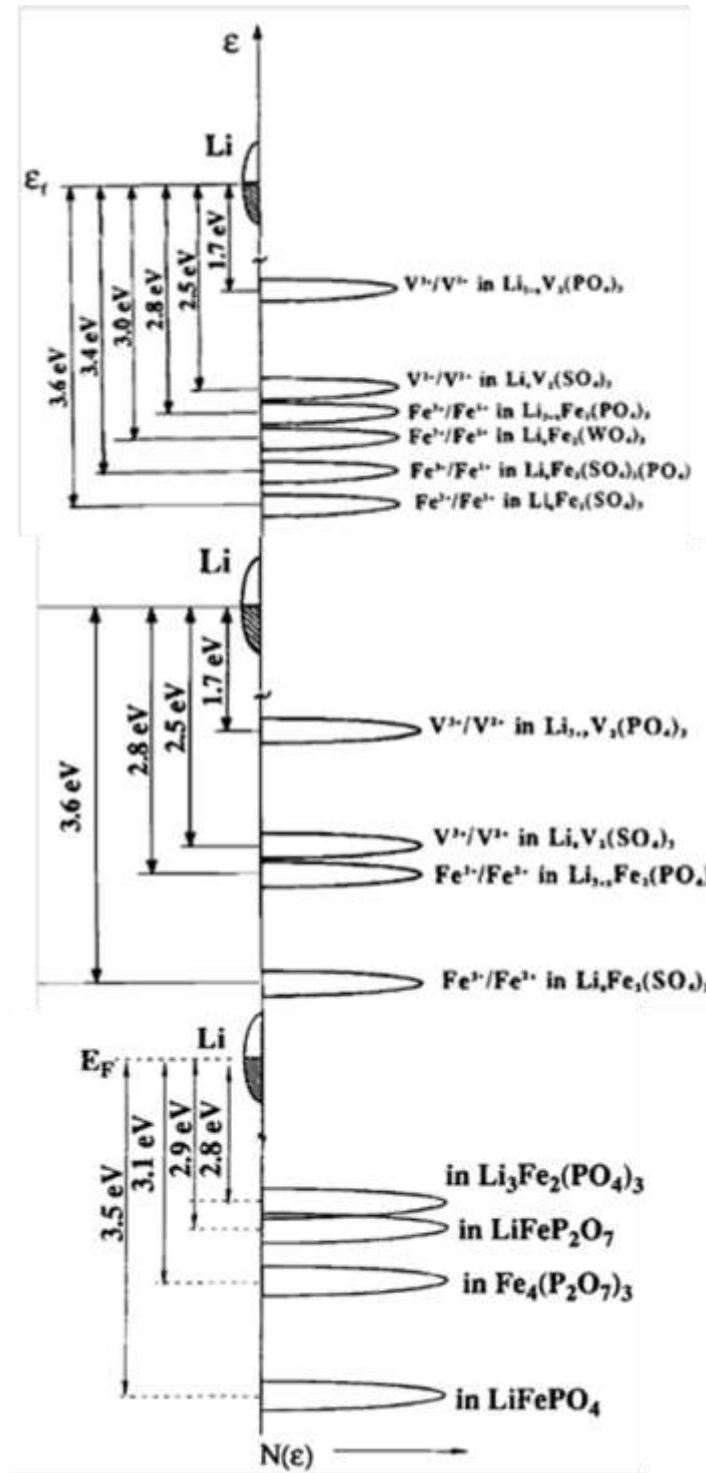 ε
Li
εf
1.7 eV
2.5 eV
2.8 eV
3.0 eV
3.4 eV
3.6 eV
V³⁺/V²⁺ in Li₃₊ₓV₂(PO₄)₃
V³⁺/V²⁺ in LiₓV₂(SO₄)₃
Fe³⁺/Fe²⁺ in Li₃₊ₓFe₂(PO₄)₃
Fe³⁺/Fe²⁺ in LiₓFe₂(WO₄)₃
Fe³⁺/Fe²⁺ in LiₓFe₂(SO₄)₂(PO₄)
Fe³⁺/Fe²⁺ in LiₓFe₂(SO₄)₃
Li
1.7 eV
2.5 eV
2.8 eV
3.6 eV
V³⁺/V²⁺ in Li₃₊ₓV₂(PO₄)₃
V³⁺/V²⁺ in LiₓV₂(SO₄)₃
Fe³⁺/Fe²⁺ in Li₃₊ₓFe₂(PO₄)
Fe³⁺/Fe²⁺ in LiₓFe₂(SO₄)₃
Li
E_F
2.8 eV
2.9 eV
3.1 eV
3.5 eV
in Li₃Fe₂(PO₄)₃
in LiFeP₂O₇
in Fe₄(P₂O₇)₃
in LiFePO₄
N(ε)